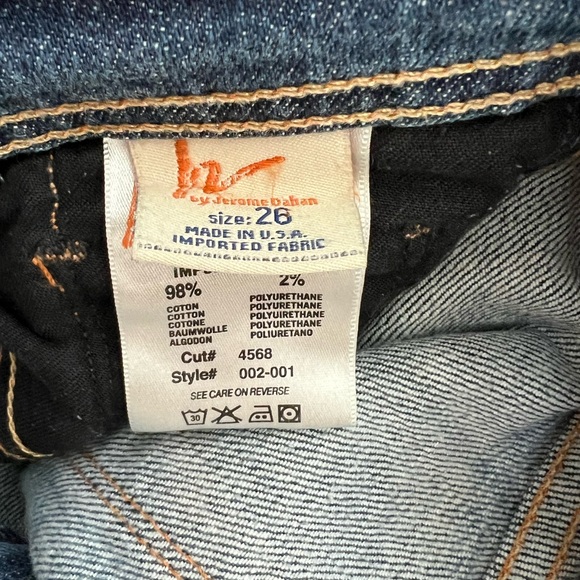 by Jerome Dahan
size: 26
MADE IN U.S.A.
IMPORTED FABRIC
98% 2%
COTON POLYURETHANE
COTTON POLYURETHANE
COTONE POLYUIRETHANE
BAUMWOLLE POLYURETHANE
ALGODON POLIURETANO
Cut# 4568
Style# 002-001
SEE CARE ON REVERSE
30